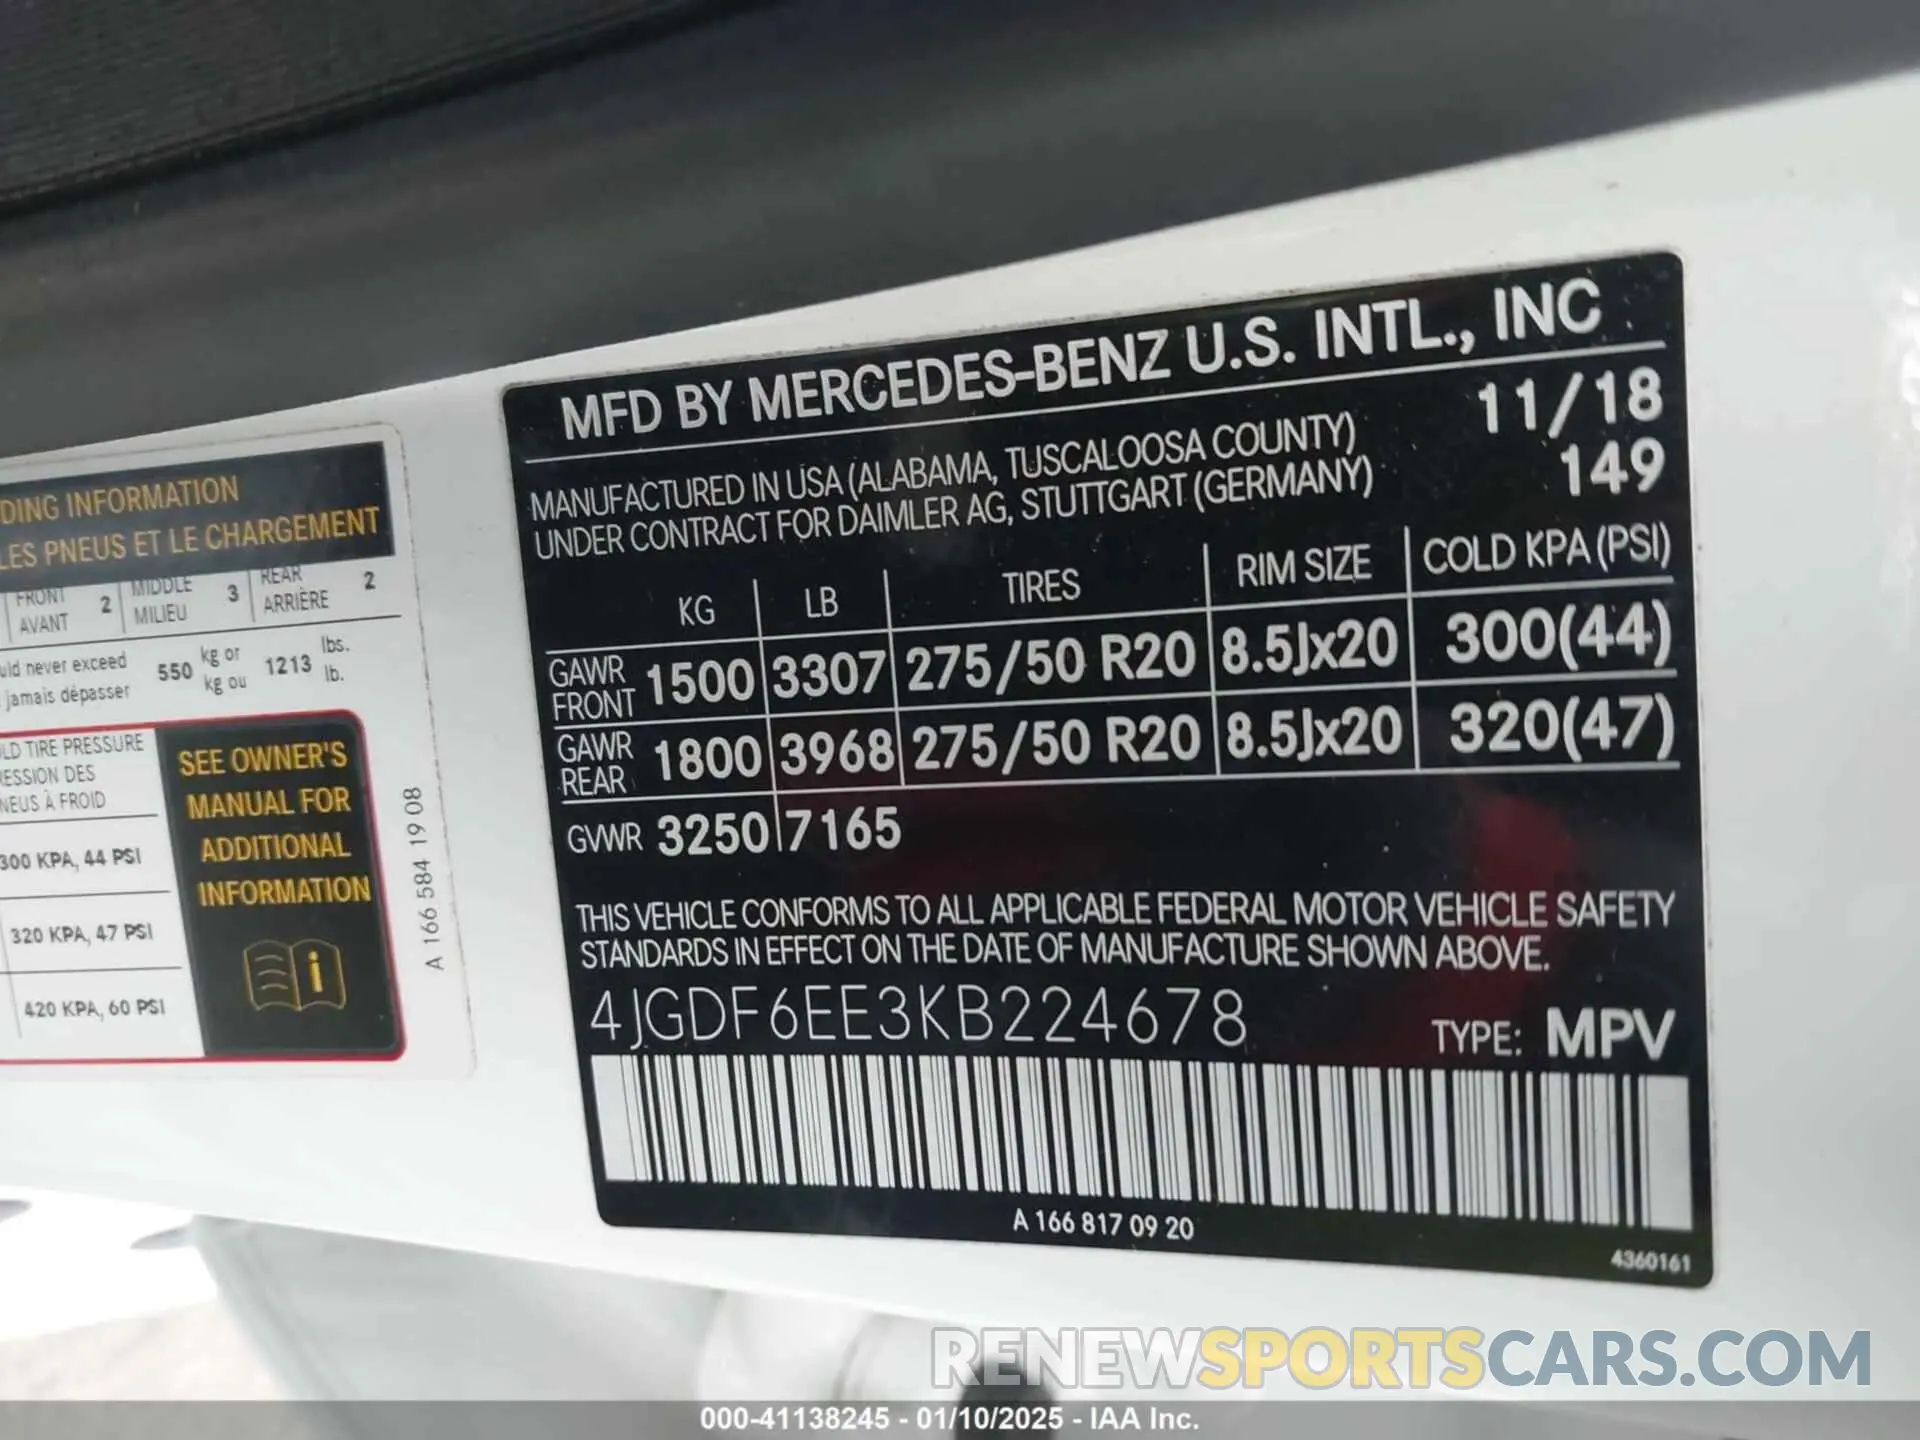 DING INFORMATION
LES PNEUS ET LE CHARGEMENT
FRONT
AVANT 2
MIDDLE
MILIEU 3
REAR
ARRIÈRE 2
uld never exceed
jamais dépasser
550 kg or
kg ou
1213 lbs.
lb.
LD TIRE PRESSURE
RESSION DES
NEUS À FROID
300 KPA, 44 PSI
320 KPA, 47 PSI
420 KPA, 60 PSI
SEE OWNER'S
MANUAL FOR
ADDITIONAL
INFORMATION
A 166 584 19 08
MFD BY MERCEDES-BENZ U.S. INTL., INC
11/18
149
MANUFACTURED IN USA (ALABAMA, TUSCALOOSA COUNTY)
UNDER CONTRACT FOR DAIMLER AG, STUTTGART (GERMANY)
KG LB TIRES RIM SIZE COLD KPA (PSI)
GAWR FRONT 1500 3307 275/50 R20 8.5Jx20 300(44)
GAWR REAR 1800 3968 275/50 R20 8.5Jx20 320(47)
GVWR 3250 7165
THIS VEHICLE CONFORMS TO ALL APPLICABLE FEDERAL MOTOR VEHICLE SAFETY
STANDARDS IN EFFECT ON THE DATE OF MANUFACTURE SHOWN ABOVE.
4JGDF6EE3KB224678 TYPE: MPV
A 166 817 09 20
4360161
RENEWSPORTSCARS.COM
000-41138245 - 01/10/2025 - IAA Inc.